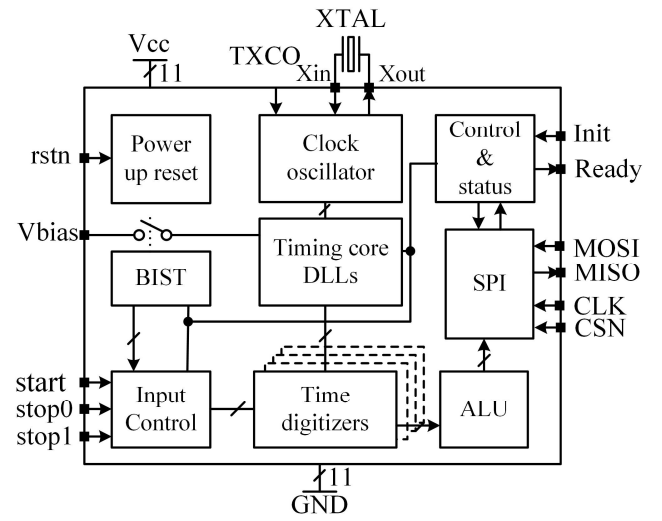 XTAL
Vcc
11
TXCO
Xin
Xout
Power
up reset
Clock
oscillator
Control
&
status
rstn
Init
Ready
Vbias
Timing core
DLLs
BIST
SPI
MOSI
MISO
CLK
CSN
start
stop0
stop1
Input
Control
Time
digitizers
ALU
11
GND